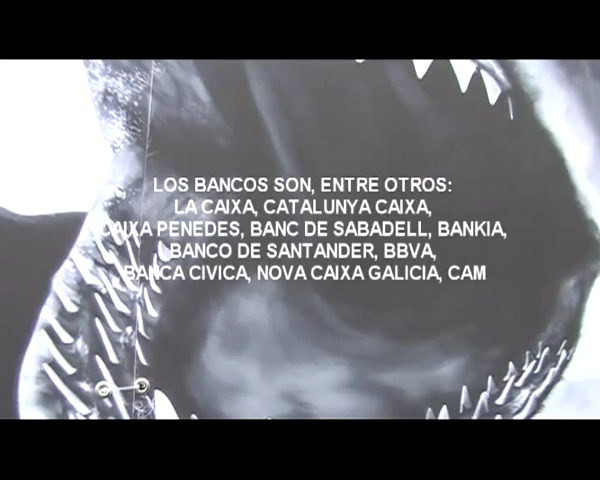 LOS BANCOS SON, ENTRE OTROS:
LA CAIXA, CATALUNYA CAIXA,
CAIXA PENEDES, BANC DE SABADELL, BANKIA,
BANCO DE SANTANDER, BBVA,
BANCA CIVICA, NOVA CAIXA GALICIA, CAM